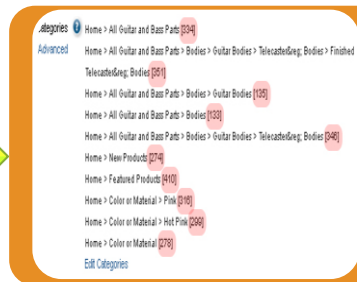 .ategories ? Home > All Guitar and Bass Parts [334]
Advanced Home > All Guitar and Bass Parts > Bodies > Guitar Bodies > Telecaster&reg; Bodies > Finished
Telecaster&reg; Bodies [351]
Home > All Guitar and Bass Parts > Bodies > Guitar Bodies [135]
Home > All Guitar and Bass Parts > Bodies [133]
Home > All Guitar and Bass Parts > Bodies > Guitar Bodies > Telecaster&reg; Bodies [346]
Home > New Products [274]
Home > Featured Products [410]
Home > Color or Material > Pink [316]
Home > Color or Material > Hot Pink [299]
Home > Color or Material [278]
Edit Categories